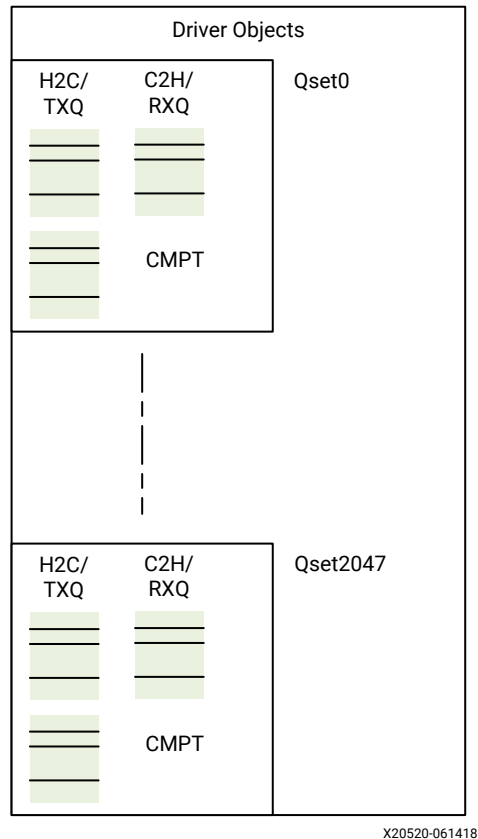 Driver Objects
H2C/
TXQ
C2H/
RXQ
Qset0
CMPT
H2C/
TXQ
C2H/
RXQ
Qset2047
CMPT
X20520-061418